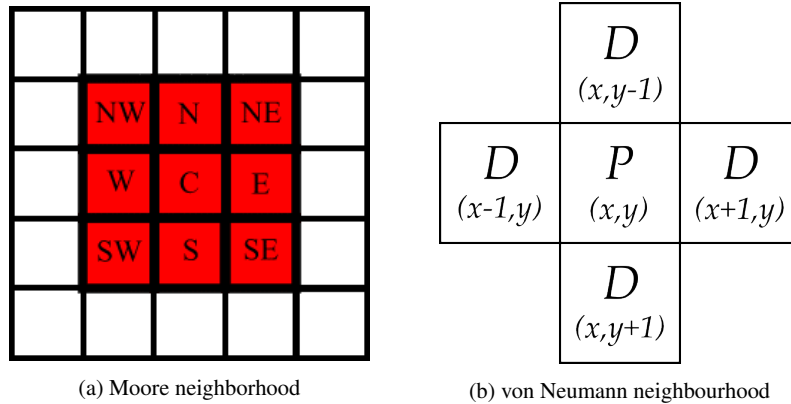 NW N NE
W C E
SW S SE
(a) Moore neighborhood
D
(x,y-1)
D P D
(x-1,y) (x,y) (x+1,y)
D
(x,y+1)
(b) von Neumann neighbourhood